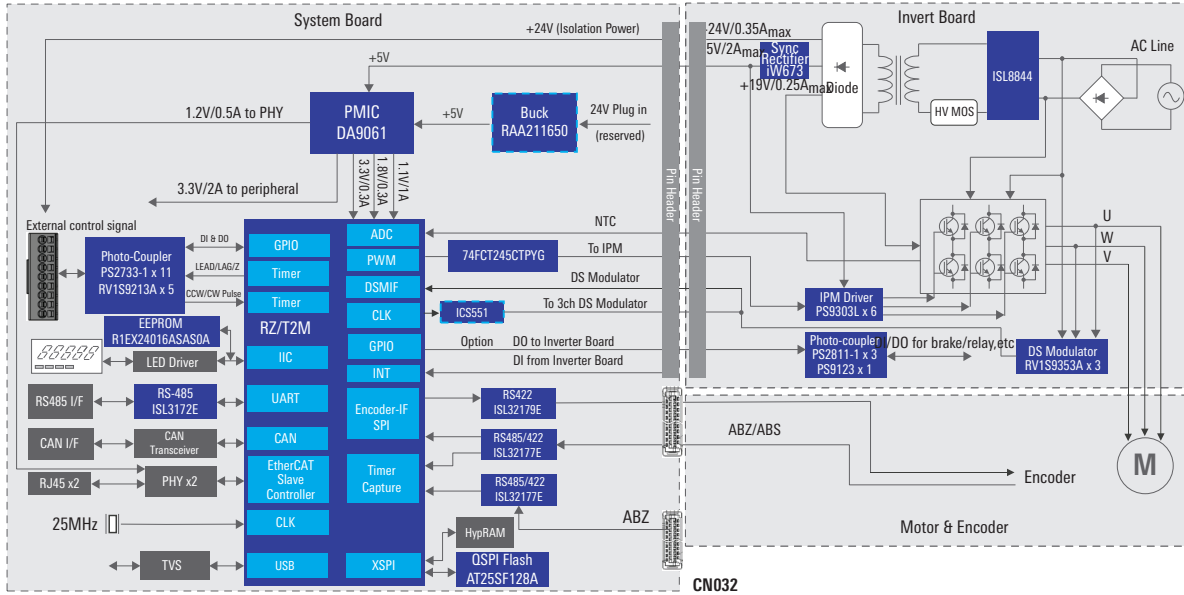 System Board
Invert Board
+24V (Isolation Power)
-24V/0.35Amax
5V/2Amax
Sync
Rectifier
iW673
+19V/0.25Amax
Diode
ISL8844
HV MOS
AC Line
+5V
1.2V/0.5A to PHY
PMIC
DA9061
+5V
Buck
RAA211650
24V Plug in
(reserved)
3.3V/0.3A
1.8V/0.3A
1.1V/1A
3.3V/2A to peripheral
Pin Header
Pin Header
External control signal
Photo-Coupler
PS2733-1 x 11
RV1S9213A x 5
DI & DO
LEAD/LAG/Z
CCW/CW Pulse
GPIO
Timer
Timer
RZ/T2M
IIC
UART
CAN
EtherCAT
Slave
Controller
CLK
USB
ADC
PWM
DSMIF
CLK
GPIO
INT
Encoder-IF
SPI
Timer
Capture
XSPI
NTC
74FCT245CTPYG
To IPM
DS Modulator
ICS551
To 3ch DS Modulator
Option
DO to Inverter Board
DI from Inverter Board
EEPROM
R1EX24016ASAS0A
LED Driver
RS485 I/F
RS-485
ISL3172E
CAN I/F
CAN
Transceiver
RJ45 x2
PHY x2
25MHz
TVS
RS422
ISL32179E
RS485/422
ISL32177E
RS485/422
ISL32177E
HypRAM
QSPI Flash
AT25SF128A
ABZ
ABZ/ABS
IPM Driver
PS9303L x 6
Photo-coupler
PS2811-1 x 3
PS9123 x 1
DI/DO for brake/relay,etc
DS Modulator
RV1S9353A x 3
U
W
V
M
Encoder
Motor & Encoder
CN032